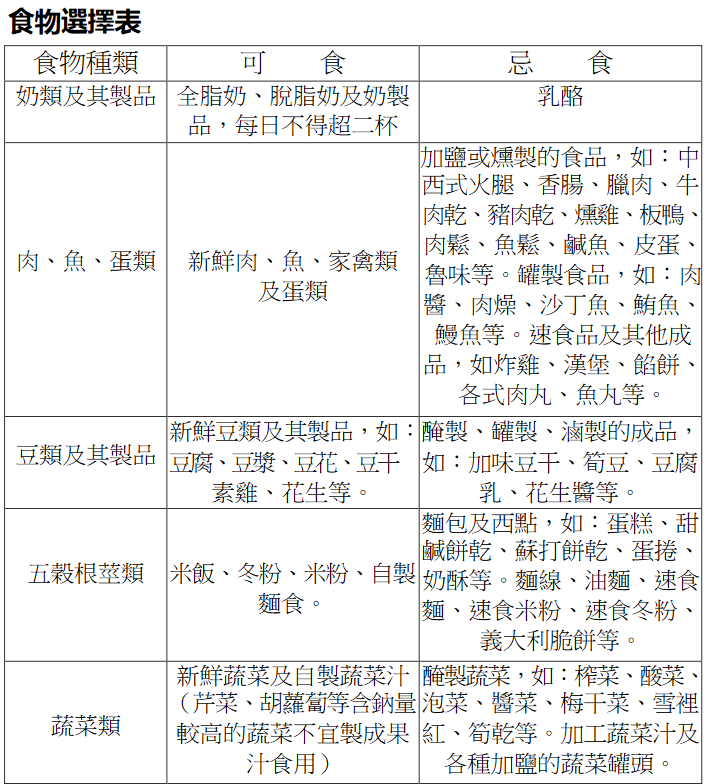 食物選擇表
食物種類
可 食
忌 食
奶類及其製品
全脂奶、脫脂奶及奶製
品，每日不得超二杯
乳酪
肉、魚、蛋類
新鮮肉、魚、家禽類
及蛋類
加鹽或燻製的食品，如：中
西式火腿、香腸、臘肉、牛
肉乾、豬肉乾、燻雞、板鴨、
肉鬆、魚鬆、鹹魚、皮蛋、
魯味等。罐製食品，如：肉
醬、肉燥、沙丁魚、鮪魚、
鰻魚等。速食品及其他成
品，如炸雞、漢堡、餡餅、
各式肉丸、魚丸等。
豆類及其製品
新鮮豆類及其製品，如：
豆腐、豆漿、豆花、豆干
素雞、花生等。
醃製、罐製、滷製的成品，
如：加味豆干、筍豆、豆腐
乳、花生醬等。
五穀根莖類
米飯、冬粉、米粉、自製
麵食。
麵包及西點，如：蛋糕、甜
鹹餅乾、蘇打餅乾、蛋捲、
奶酥等。麵線、油麵、速食
麵、速食米粉、速食冬粉、
義大利脆餅等。
蔬菜類
新鮮蔬菜及自製蔬菜汁
（芹菜、胡蘿蔔等含鈉量
較高的蔬菜不宜製成果
汁食用）
醃製蔬菜，如：榨菜、酸菜、
泡菜、醬菜、梅干菜、雪裡
紅、筍乾等。加工蔬菜汁及
各種加鹽的蔬菜罐頭。